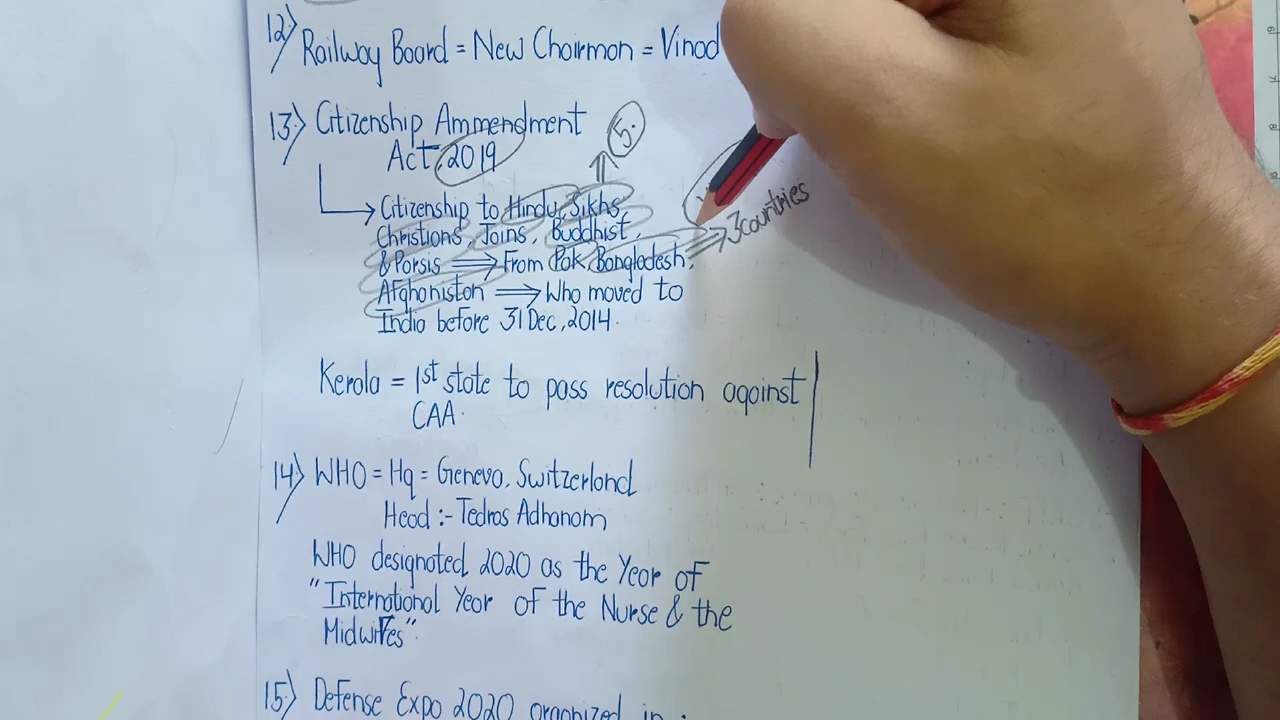 12) Railway Board = New Chairman = Vinod
13) Citizenship Ammendment
Act 2019
5.
Citizenship to Hindu, Sikhs,
Christians, Jains, Buddhist,
& Parsis ⟹ From Pak, Bangladesh,
3 countries
Afghanistan ⟹ Who moved to
India before 31 Dec, 2014.
Kerala = 1st state to pass resolution against
CAA.
14) WHO = Hq = Geneva, Switzerland
Head :- Tedros Adhanom
WHO designated 2020 as the Year of
"International Year of the Nurse & the
Midwives".
15) Defense Expo 2020 organized in :